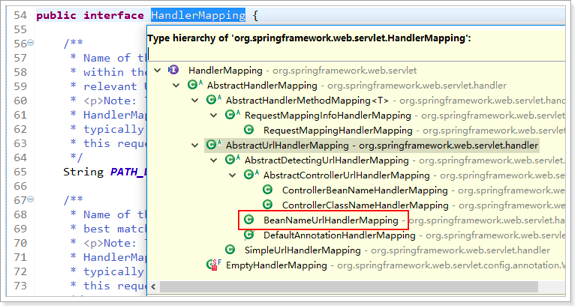 54 public interface HandlerMapping {
55
56 /**
57 * Name of th
58 * within the
59 * relevant U
60 * <p>Note: T
61 * HandlerMap
62 * typically
63 * this reque
64 */
65 String PATH_
66
67 /**
68 * Name of th
69 * best match
70 * <p>Note: T
71 * HandlerMap
72 * typically
73 * this reque
Type hierarchy of 'org.springframework.web.servlet.HandlerMapping':
HandlerMapping - org.springframework.web.servlet
AbstractHandlerMapping - org.springframework.web.servlet.handler
AbstractHandlerMethodMapping<T> - org.springframework.web.servlet.hand
RequestMappingInfoHandlerMapping - org.springframework.web.servlet.
RequestMappingHandlerMapping - org.springframework.web.servlet.
AbstractUrlHandlerMapping - org.springframework.web.servlet.handler
AbstractDetectingUrlHandlerMapping - org.springframework.web.servlet.h
AbstractControllerUrlHandlerMapping - org.springframework.web.servle
ControllerBeanNameHandlerMapping - org.springframework.web.se
ControllerClassNameHandlerMapping - org.springframework.web.se
BeanNameUrlHandlerMapping - org.springframework.web.servlet.hand
DefaultAnnotationHandlerMapping - org.springframework.web.servlet.
SimpleUrlHandlerMapping - org.springframework.web.servlet.handler
EmptyHandlerMapping - org.springframework.web.servlet.config.annotation.W